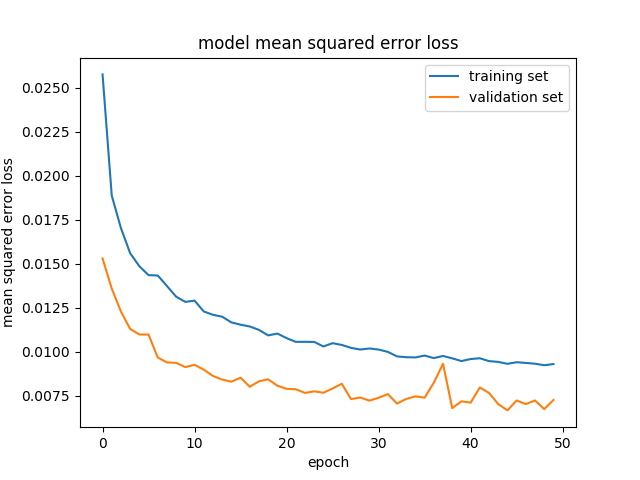 model mean squared error loss
training set
validation set
mean squared error loss
0.0250
0.0225
0.0200
0.0175
0.0150
0.0125
0.0100
0.0075
0 10 20 30 40 50
epoch